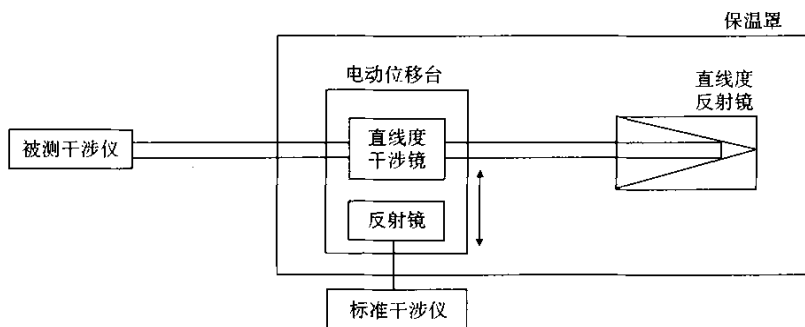 保温罩
电动位移台
直线度
反射镜
被测干涉仪
直线度
干涉镜
反射镜
标准干涉仪